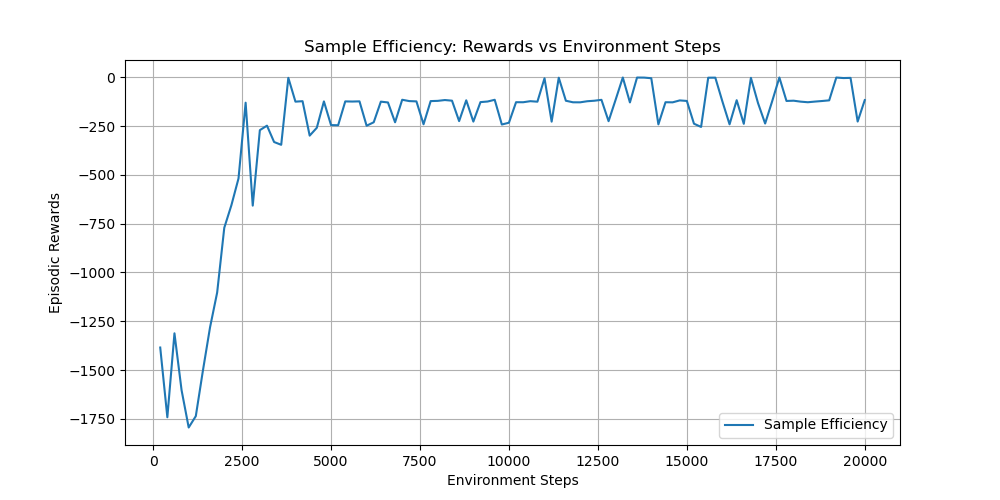 Sample Efficiency: Rewards vs Environment Steps
Episodic Rewards
0
−250
−500
−750
−1000
−1250
−1500
−1750
Sample Efficiency
0 2500 5000 7500 10000 12500 15000 17500 20000
Environment Steps